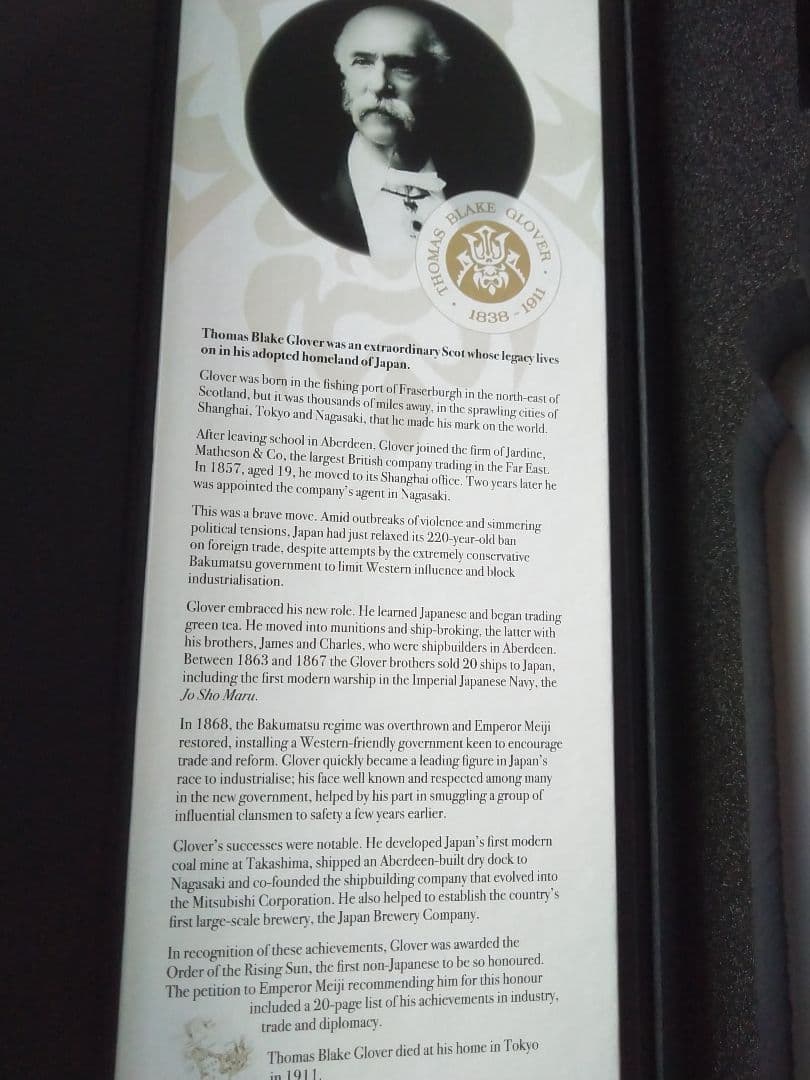 THOMAS BLAKE GLOVER
1838 - 1911
Thomas Blake Glover was an extraordinary Scot whose legacy lives
on in his adopted homeland of Japan.
Glover was born in the fishing port of Fraserburgh in the north-east of
Scotland, but it was thousands of miles away, in the sprawling cities of
Shanghai, Tokyo and Nagasaki, that he made his mark on the world.
After leaving school in Aberdeen, Glover joined the firm of Jardine,
Matheson & Co, the largest British company trading in the Far East.
In 1857, aged 19, he moved to its Shanghai office. Two years later he
was appointed the company's agent in Nagasaki.
This was a brave move. Amid outbreaks of violence and simmering
political tensions, Japan had just relaxed its 220-year-old ban
on foreign trade, despite attempts by the extremely conservative
Bakumatsu government to limit Western influence and block
industrialisation.
Glover embraced his new role. He learned Japanese and began trading
green tea. He moved into munitions and ship-broking, the latter with
his brothers, James and Charles, who were shipbuilders in Aberdeen.
Between 1863 and 1867 the Glover brothers sold 20 ships to Japan,
including the first modern warship in the Imperial Japanese Navy, the
Jo Sho Maru.
In 1868, the Bakumatsu regime was overthrown and Emperor Meiji
restored, installing a Western-friendly government keen to encourage
trade and reform. Glover quickly became a leading figure in Japan's
race to industrialise; his face well known and respected among many
in the new government, helped by his part in smuggling a group of
influential clansmen to safety a few years earlier.
Glover's successes were notable. He developed Japan's first modern
coal mine at Takashima, shipped an Aberdeen-built dry dock to
Nagasaki and co-founded the shipbuilding company that evolved into
the Mitsubishi Corporation. He also helped to establish the country's
first large-scale brewery, the Japan Brewery Company.
In recognition of these achievements, Glover was awarded the
Order of the Rising Sun, the first non-Japanese to be so honoured.
The petition to Emperor Meiji recommending him for this honour
included a 20-page list of his achievements in industry,
trade and diplomacy.
Thomas Blake Glover died at his home in Tokyo
in 1911.